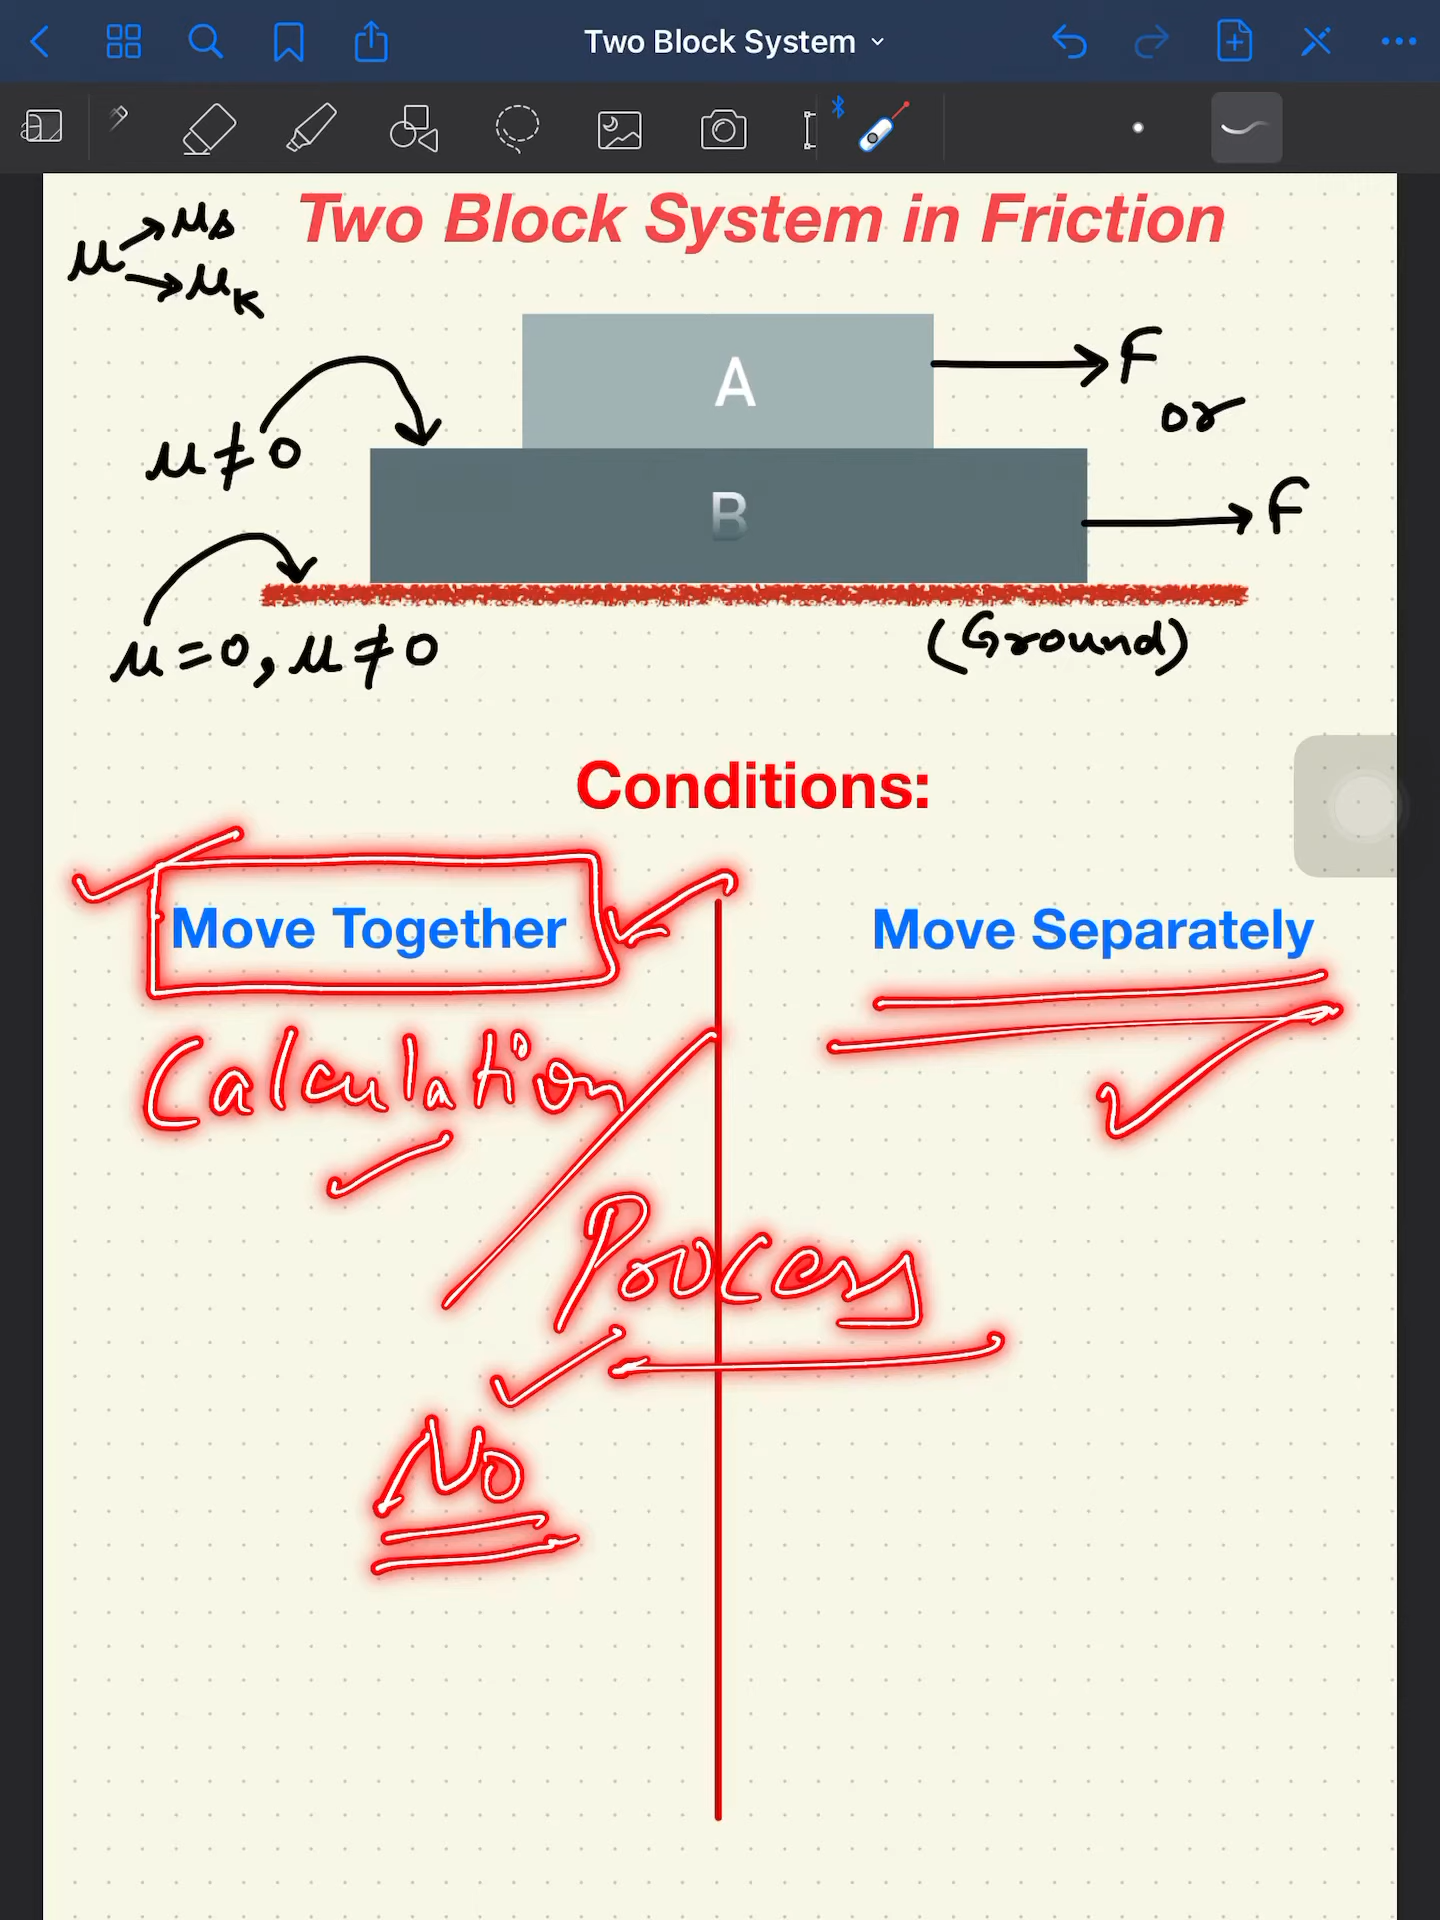 Two Block System
Two Block System in Friction
μ → μs
→ μk
A
F
or
μ ≠ 0
B
F
μ = 0, μ ≠ 0
(Ground)
Conditions:
Move Together
Move Separately
Calculation
Process
No